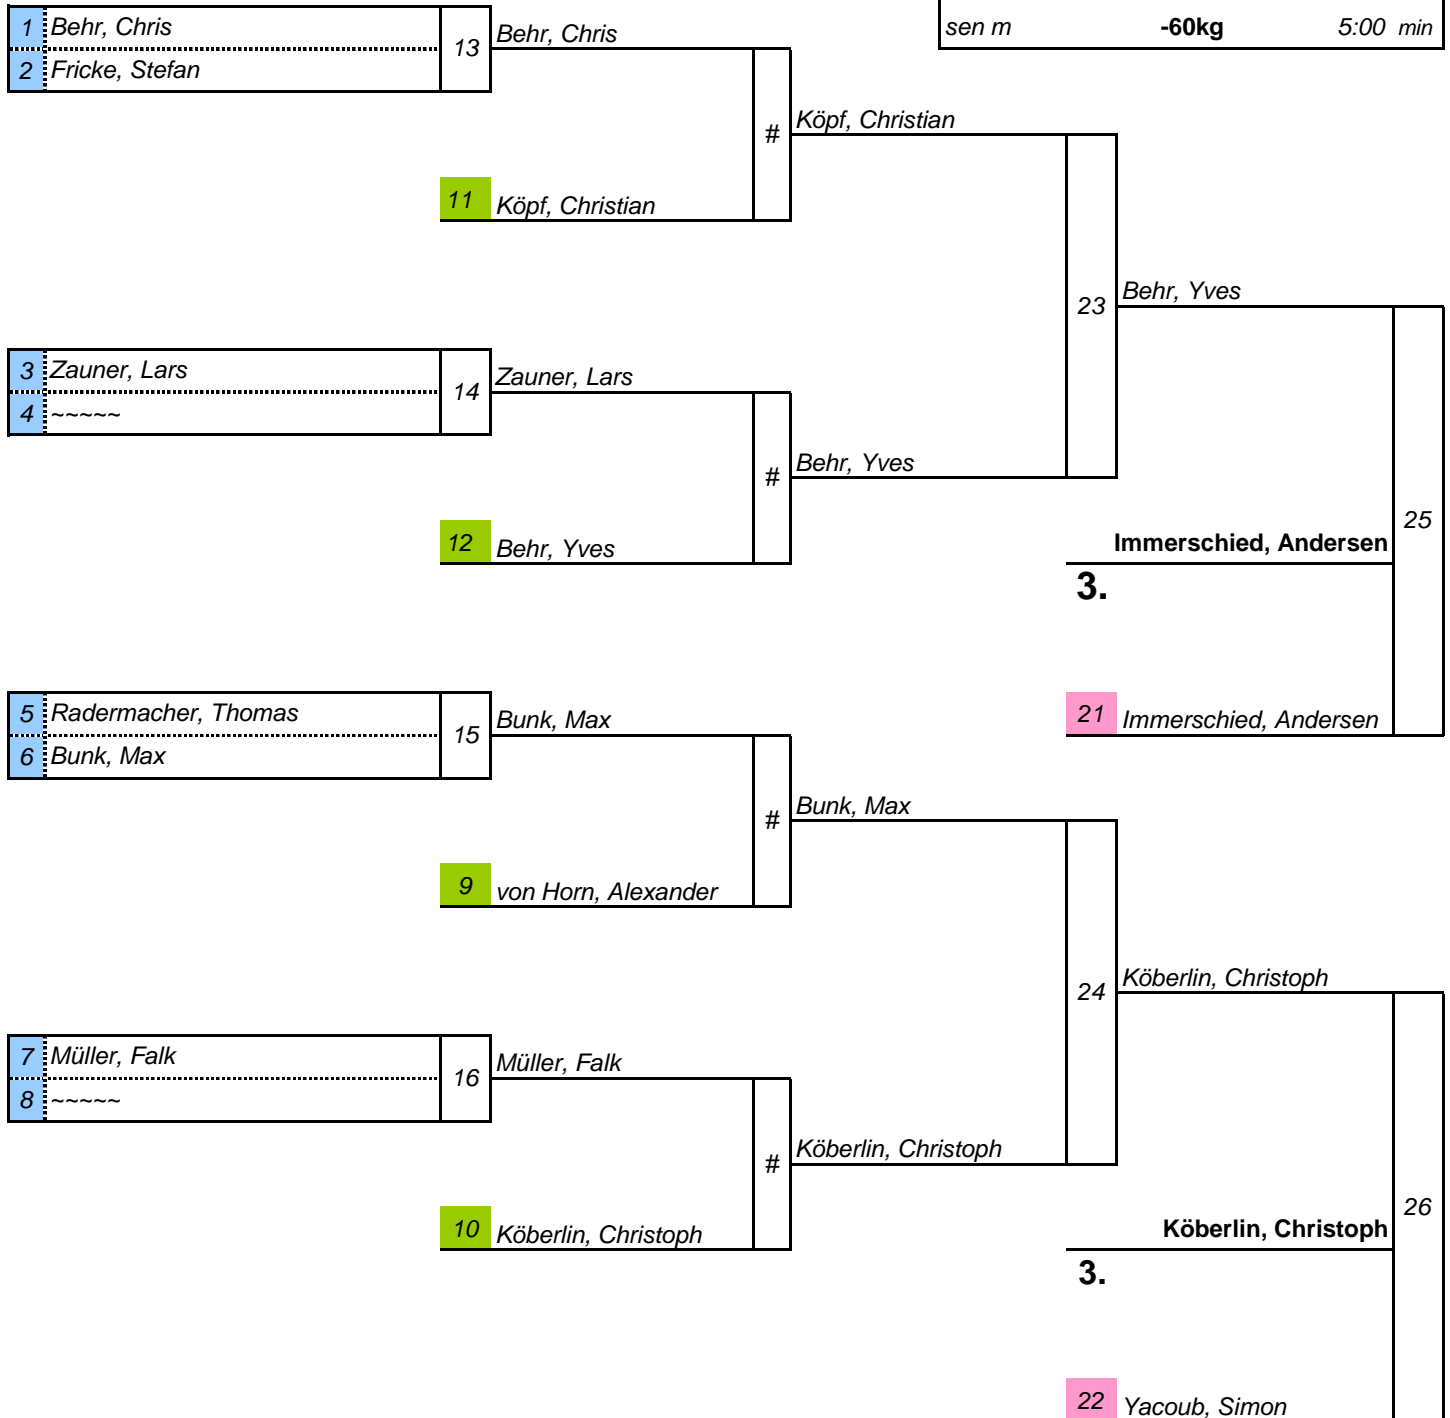 sen m -60kg 5:00 min
1 Behr, Chris
13 Behr, Chris
2 Fricke, Stefan
# Köpf, Christian
11 Köpf, Christian
23 Behr, Yves
3 Zauner, Lars
14 Zauner, Lars
4 ~~~~~
# Behr, Yves
12 Behr, Yves
25
Immerschied, Andersen
3.
21 Immerschied, Andersen
5 Radermacher, Thomas
15 Bunk, Max
6 Bunk, Max
# Bunk, Max
9 von Horn, Alexander
24 Köberlin, Christoph
7 Müller, Falk
16 Müller, Falk
8 ~~~~~
# Köberlin, Christoph
10 Köberlin, Christoph
26
Köberlin, Christoph
3.
22 Yacoub, Simon